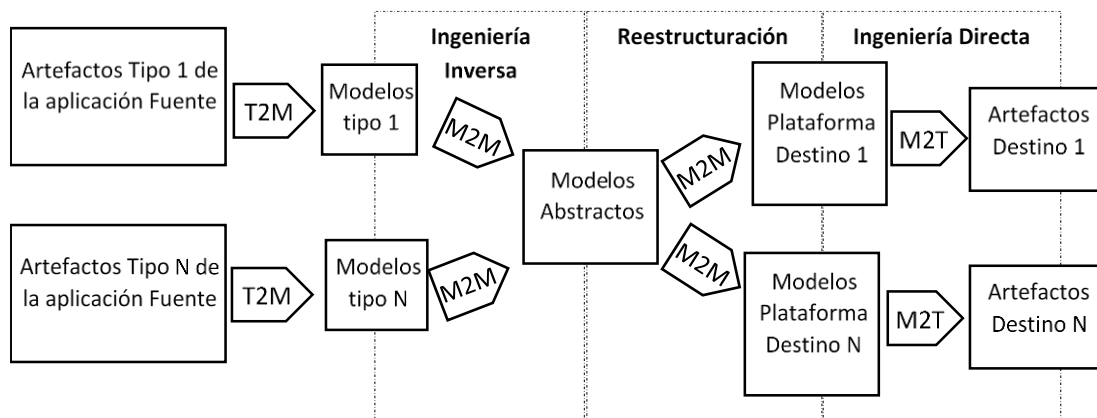 Ingeniería
Inversa
Reestructuración
Ingeniería Directa
Artefactos Tipo 1 de
la aplicación Fuente
T2M
Modelos
tipo 1
M2M
Modelos
Abstractos
M2M
Modelos
Plataforma
Destino 1
M2T
Artefactos
Destino 1
Artefactos Tipo N de
la aplicación Fuente
T2M
Modelos
tipo N
M2M
M2M
Modelos
Plataforma
Destino N
M2T
Artefactos
Destino N